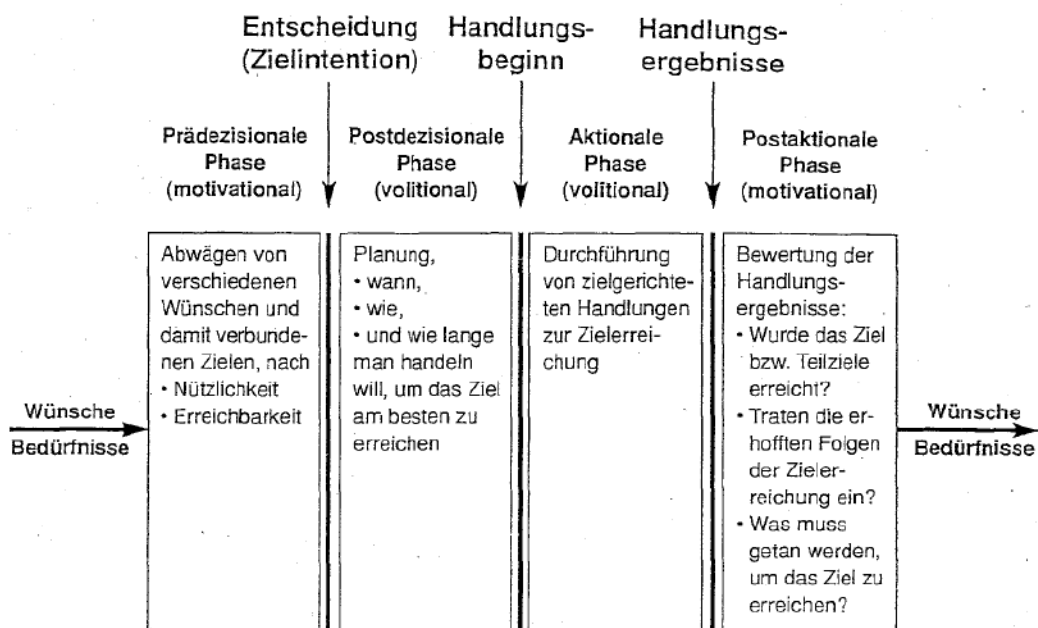 Entscheidung
(Zielintention)
Handlungs-
beginn
Handlungs-
ergebnisse
Prädezisionale
Phase
(motivational)
Postdezisionale
Phase
(volitional)
Aktionale
Phase
(volitional)
Postaktionale
Phase
(motivational)
Wünsche
Bedürfnisse
Abwägen von
verschiedenen
Wünschen und
damit verbunde-
nen Zielen, nach
• Nützlichkeit
• Erreichbarkeit
Planung,
• wann,
• wie,
• und wie lange
man handeln
will, um das Ziel
am besten zu
erreichen
Durchführung
von zielgerichte-
ten Handlungen
zur Zielerrei-
chung
Bewertung der
Handlungs-
ergebnisse:
• Wurde das Ziel
bzw. Teilziele
erreicht?
• Traten die er-
hofften Folgen
der Zieler-
reichung ein?
• Was muss
getan werden,
um das Ziel zu
erreichen?
Wünsche
Bedürfnisse